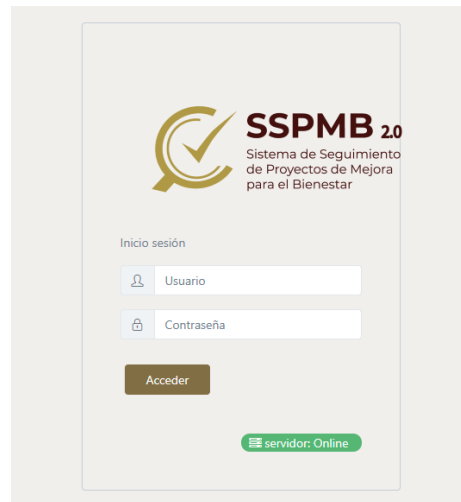 SSPMB 2.0
Sistema de Seguimiento
de Proyectos de Mejora
para el Bienestar
Inicio sesión
Usuario
Contraseña
Acceder
servidor: Online